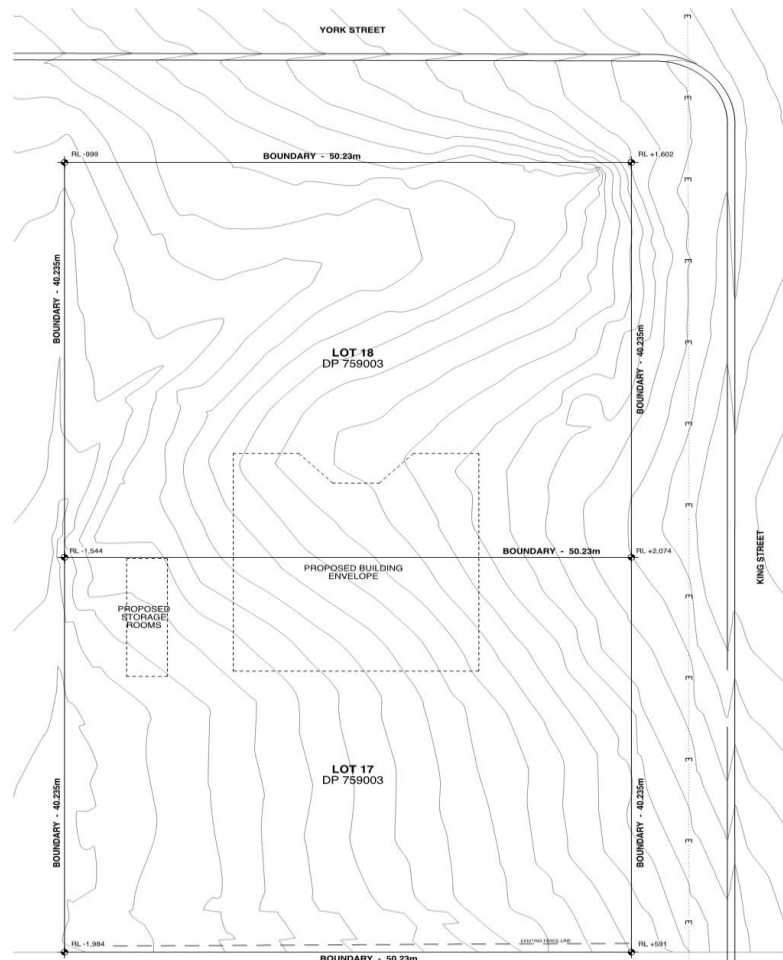 YORK STREET
E
E
RL -999
BOUNDARY - 50.23m
RL +1,602
E
E
BOUNDARY - 40.235m
E
LOT 18
DP 759003
BOUNDARY - 40.235m
E
E
RL -1,544
BOUNDARY - 50.23m
RL +2,074
KING STREET
PROPOSED BUILDING
ENVELOPE
E
PROPOSED
STORAGE
ROOMS
E
LOT 17
DP 759003
E
BOUNDARY - 40.235m
BOUNDARY - 40.235m
E
E
RL -1,984
EXISTING FENCE LINE
RL +591
BOUNDARY - 50.23m